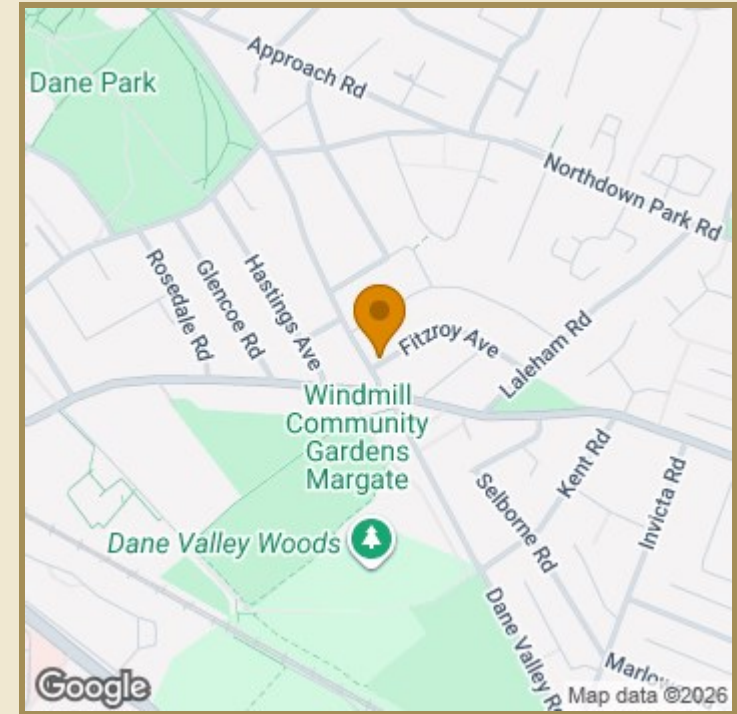 Dane Park
Approach Rd
Northdown Park Rd
Rosedale Rd
Glencoe Rd
Hastings Ave
Fitzroy Ave
Laleham Rd
Windmill
Community
Gardens
Margate
Selborne Rd
Kent Rd
Invicta Rd
Dane Valley Woods
Dane Valley Rd
Google
Map data ©2026